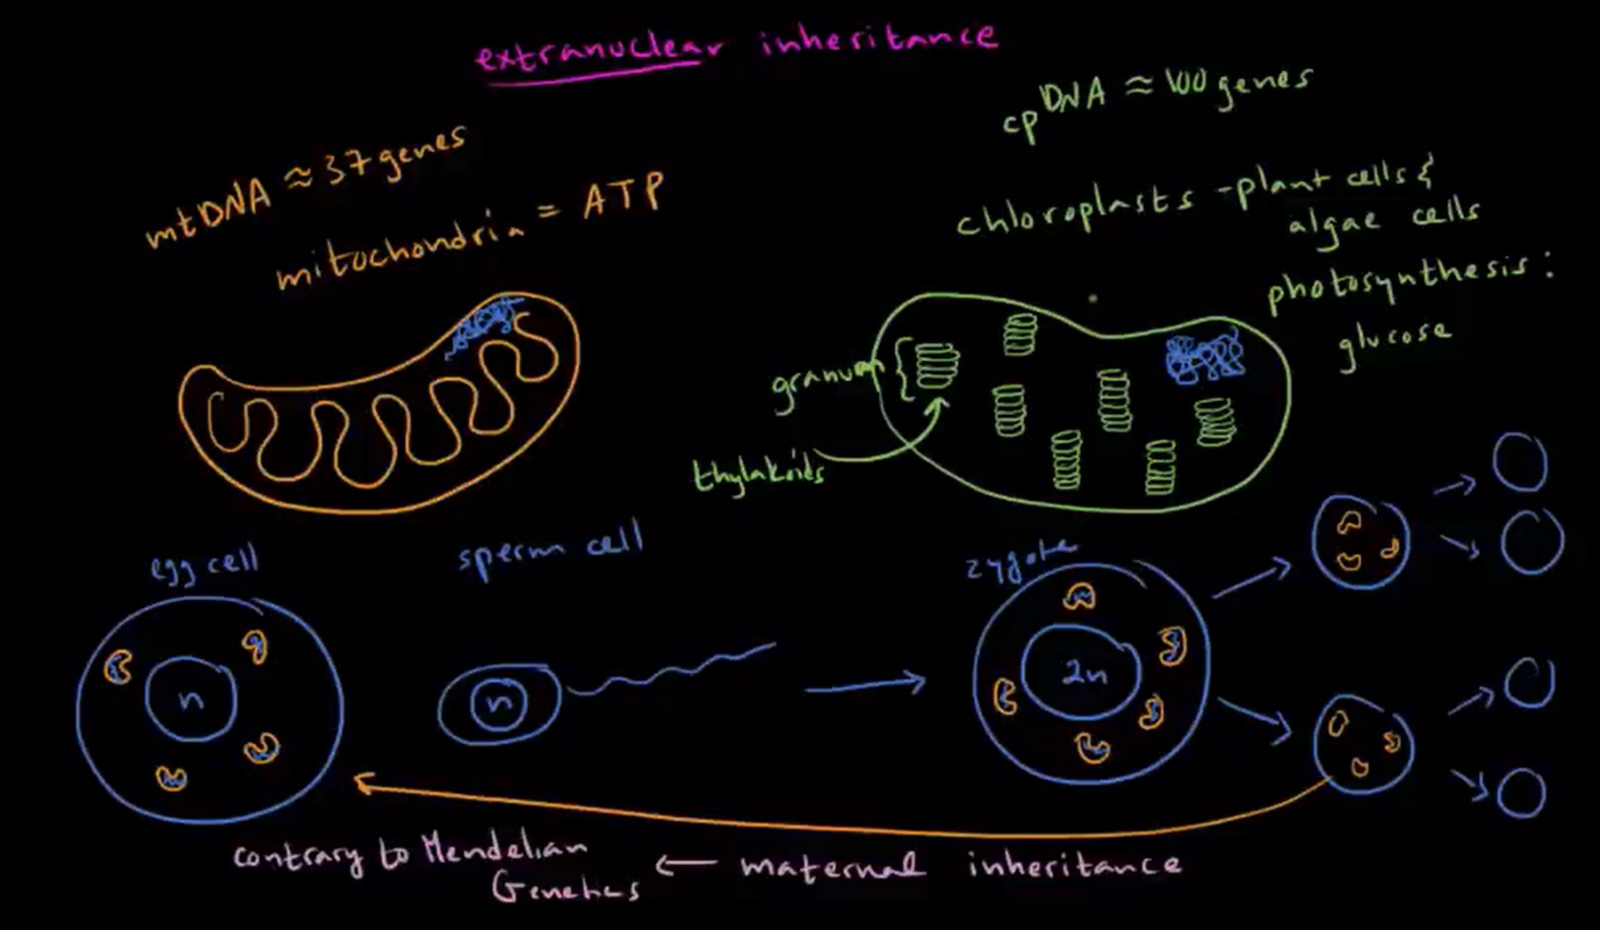 extranuclear inheritance
mtDNA ≈ 37 genes
mitochondria = ATP
cpDNA ≈ 100 genes
chloroplasts - plant cells &
algae cells
photosynthesis:
glucose
granum {
thylakoids
egg cell
sperm cell
zygote
n
n
2n
contrary to Mendelian
Genetics
← maternal inheritance